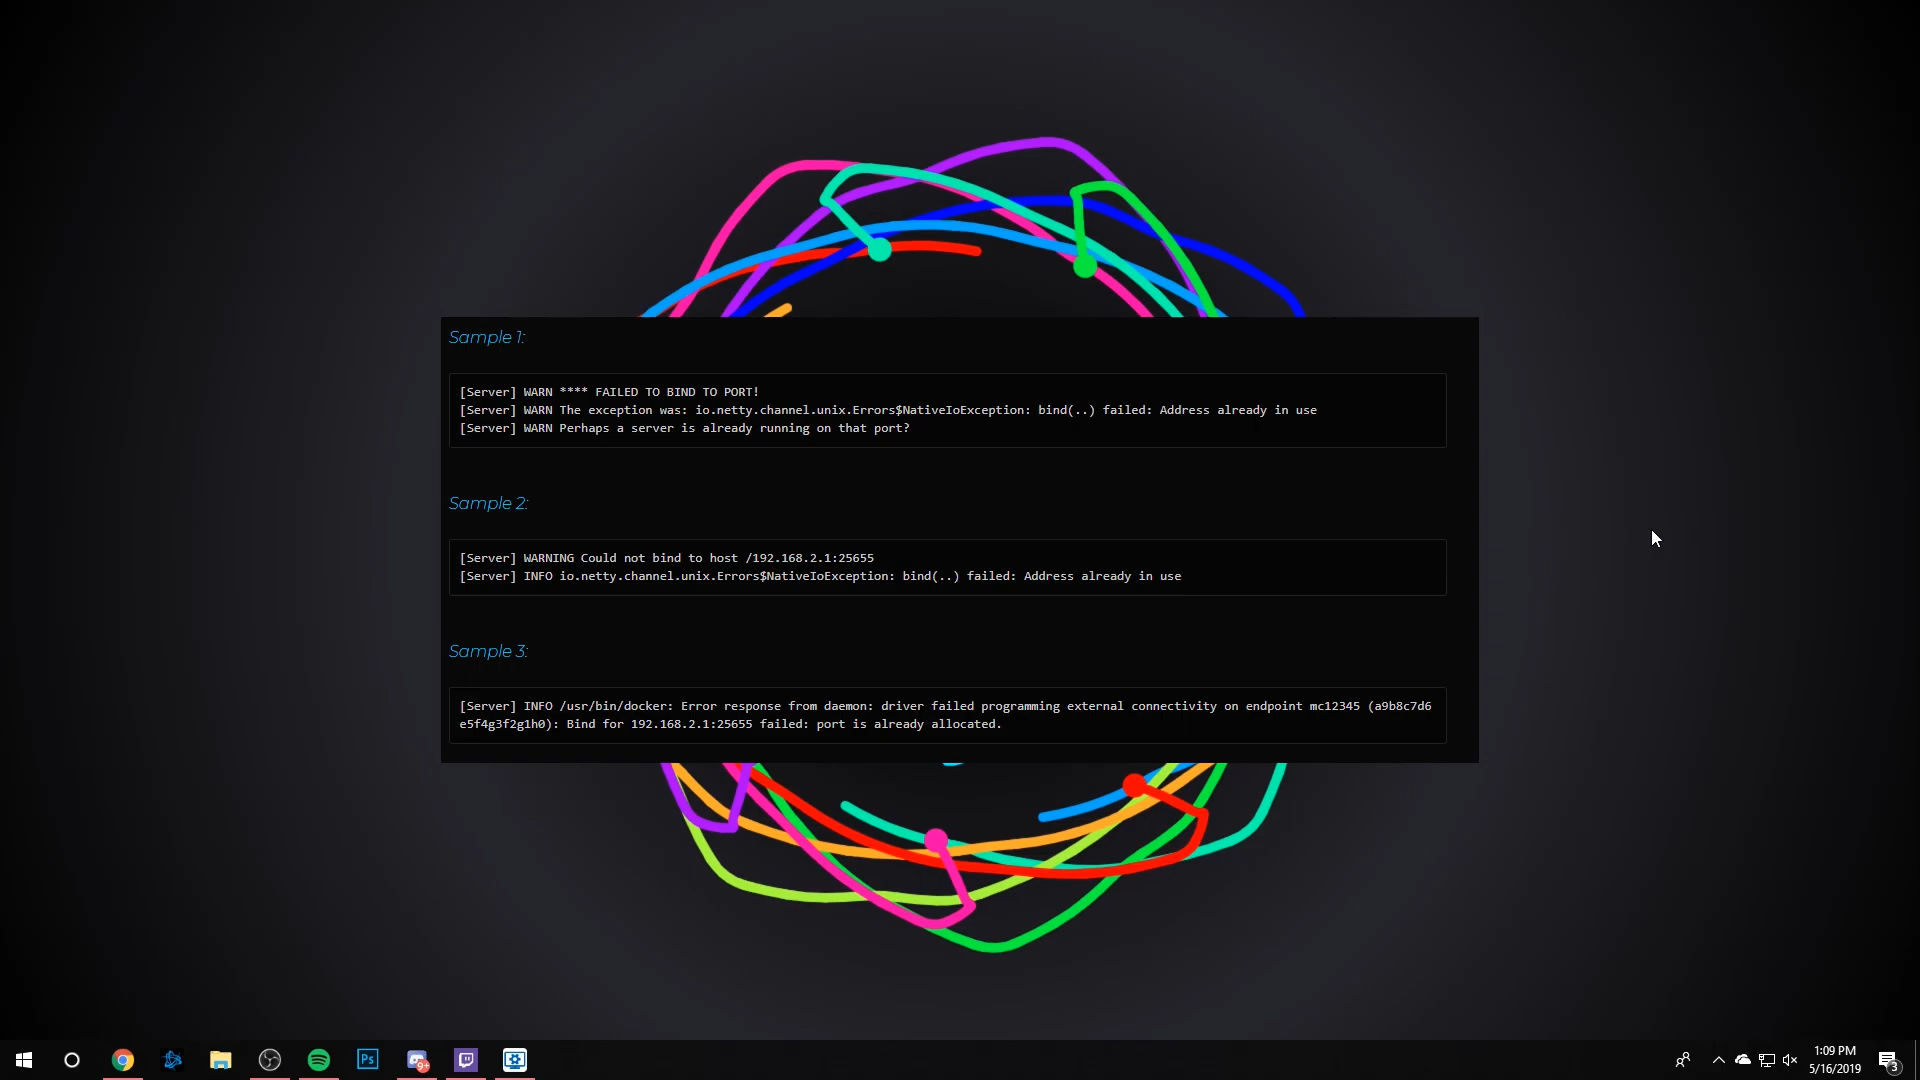 Sample 1:
[Server] WARN **** FAILED TO BIND TO PORT!
[Server] WARN The exception was: io.netty.channel.unix.Errors$NativeIoException: bind(..) failed: Address already in use
[Server] WARN Perhaps a server is already running on that port?
Sample 2:
[Server] WARNING Could not bind to host /192.168.2.1:25655
[Server] INFO io.netty.channel.unix.Errors$NativeIoException: bind(..) failed: Address already in use
Sample 3:
[Server] INFO /usr/bin/docker: Error response from daemon: driver failed programming external connectivity on endpoint mc12345 (a9b8c7d6
e5f4g3f2g1h0): Bind for 192.168.2.1:25655 failed: port is already allocated.
Ps
9+
1:09 PM
5/16/2019
3